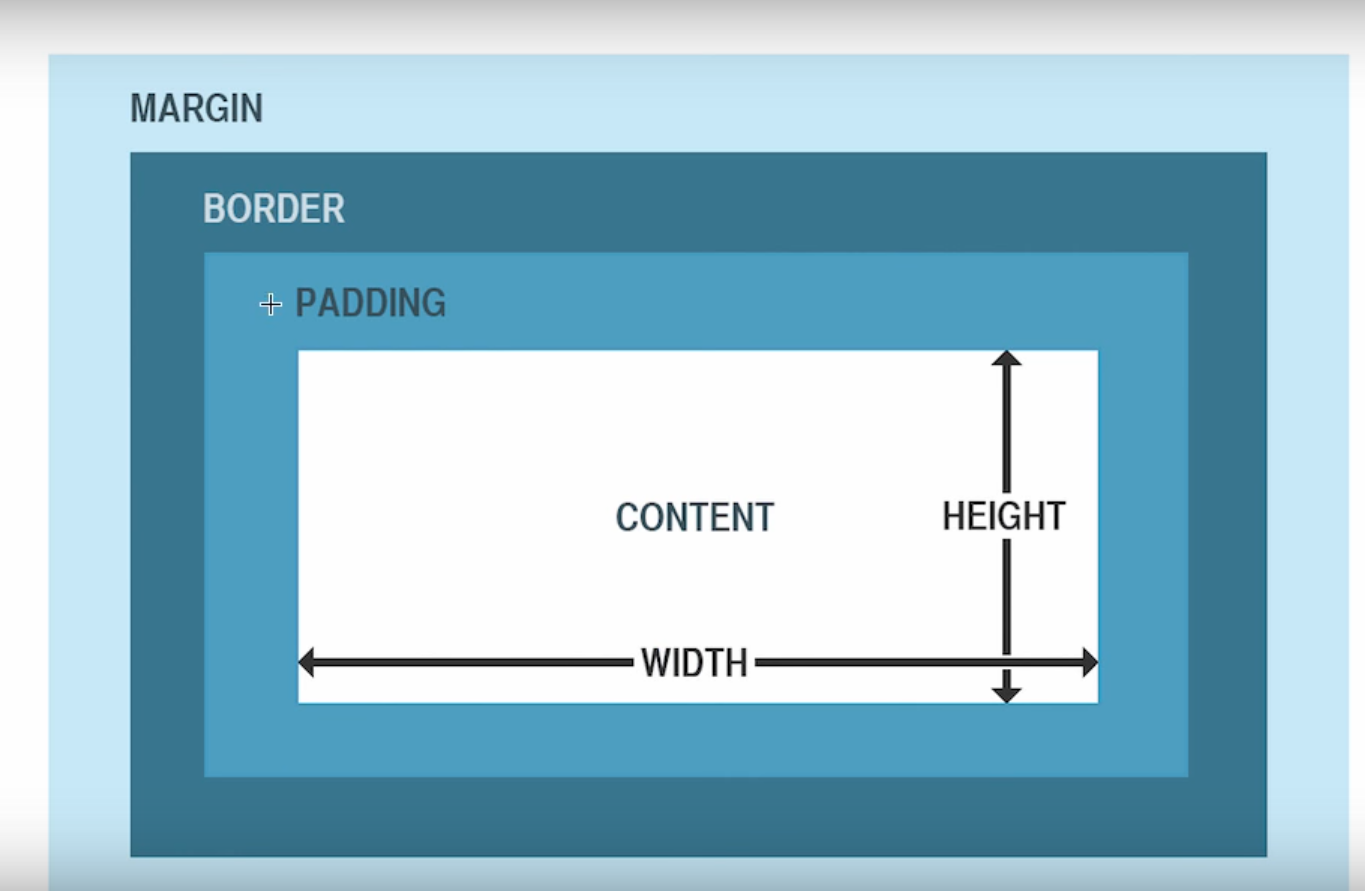 MARGIN
BORDER
PADDING
CONTENT
HEIGHT
WIDTH